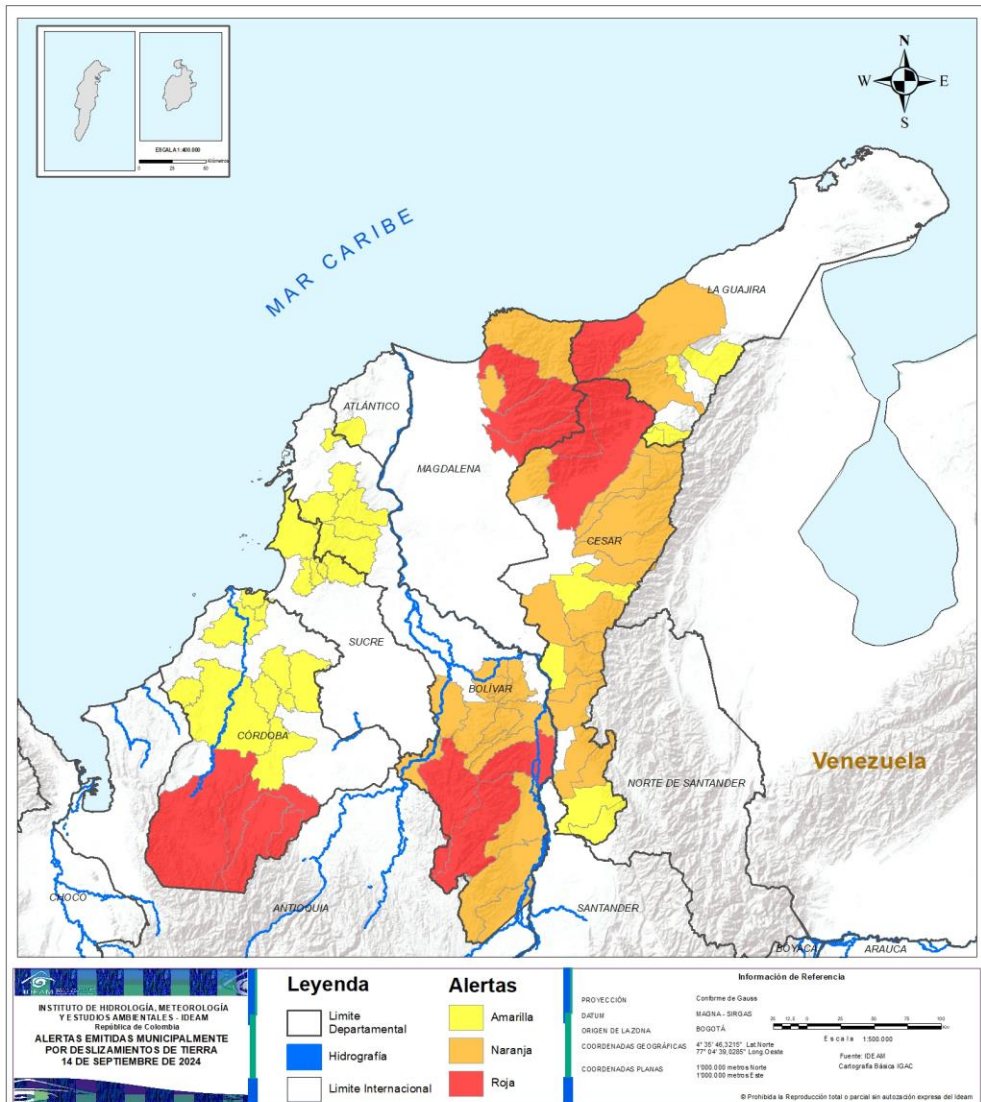 N
W
E
S
ESCALA 1:400.000
MAR CARIBE
LA GUAJIRA
ATLÁNTICO
MAGDALENA
CESAR
SUCRE
BOLÍVAR
CÓRDOBA
NORTE DE SANTANDER
Venezuela
CHOCO
ANTIOQUIA
SANTANDER
BOYACA
ARAUCA
IDEAM
INSTITUTO DE HIDROLOGÍA, METEOROLOGÍA
Y ESTUDIOS AMBIENTALES - IDEAM
República de Colombia
ALERTAS EMITIDAS MUNICIPALMENTE
POR DESLIZAMIENTOS DE TIERRA
14 DE SEPTIEMBRE DE 2024
Leyenda
Limite
Departamental
Hidrografía
Limite Internacional
Alertas
Amarilla
Naranja
Roja
Información de Referencia
PROYECCIÓN Conforme de Gauss
DATUM MAGNA - SIRGAS
ORIGEN DE LA ZONA BOGOTÁ
COORDENADAS GEOGRÁFICAS 4° 35' 46,3215" Lat.Norte
77° 04' 39,0285" Long.Oeste
COORDENADAS PLANAS 1'000.000 metros Norte
1'000.000 metros Este
Escala 1:500.000
Fuente: IDEAM
Cartografía Básica IGAC
© Prohibida la Reproducción total o parcial sin autozación expresa del Ideam